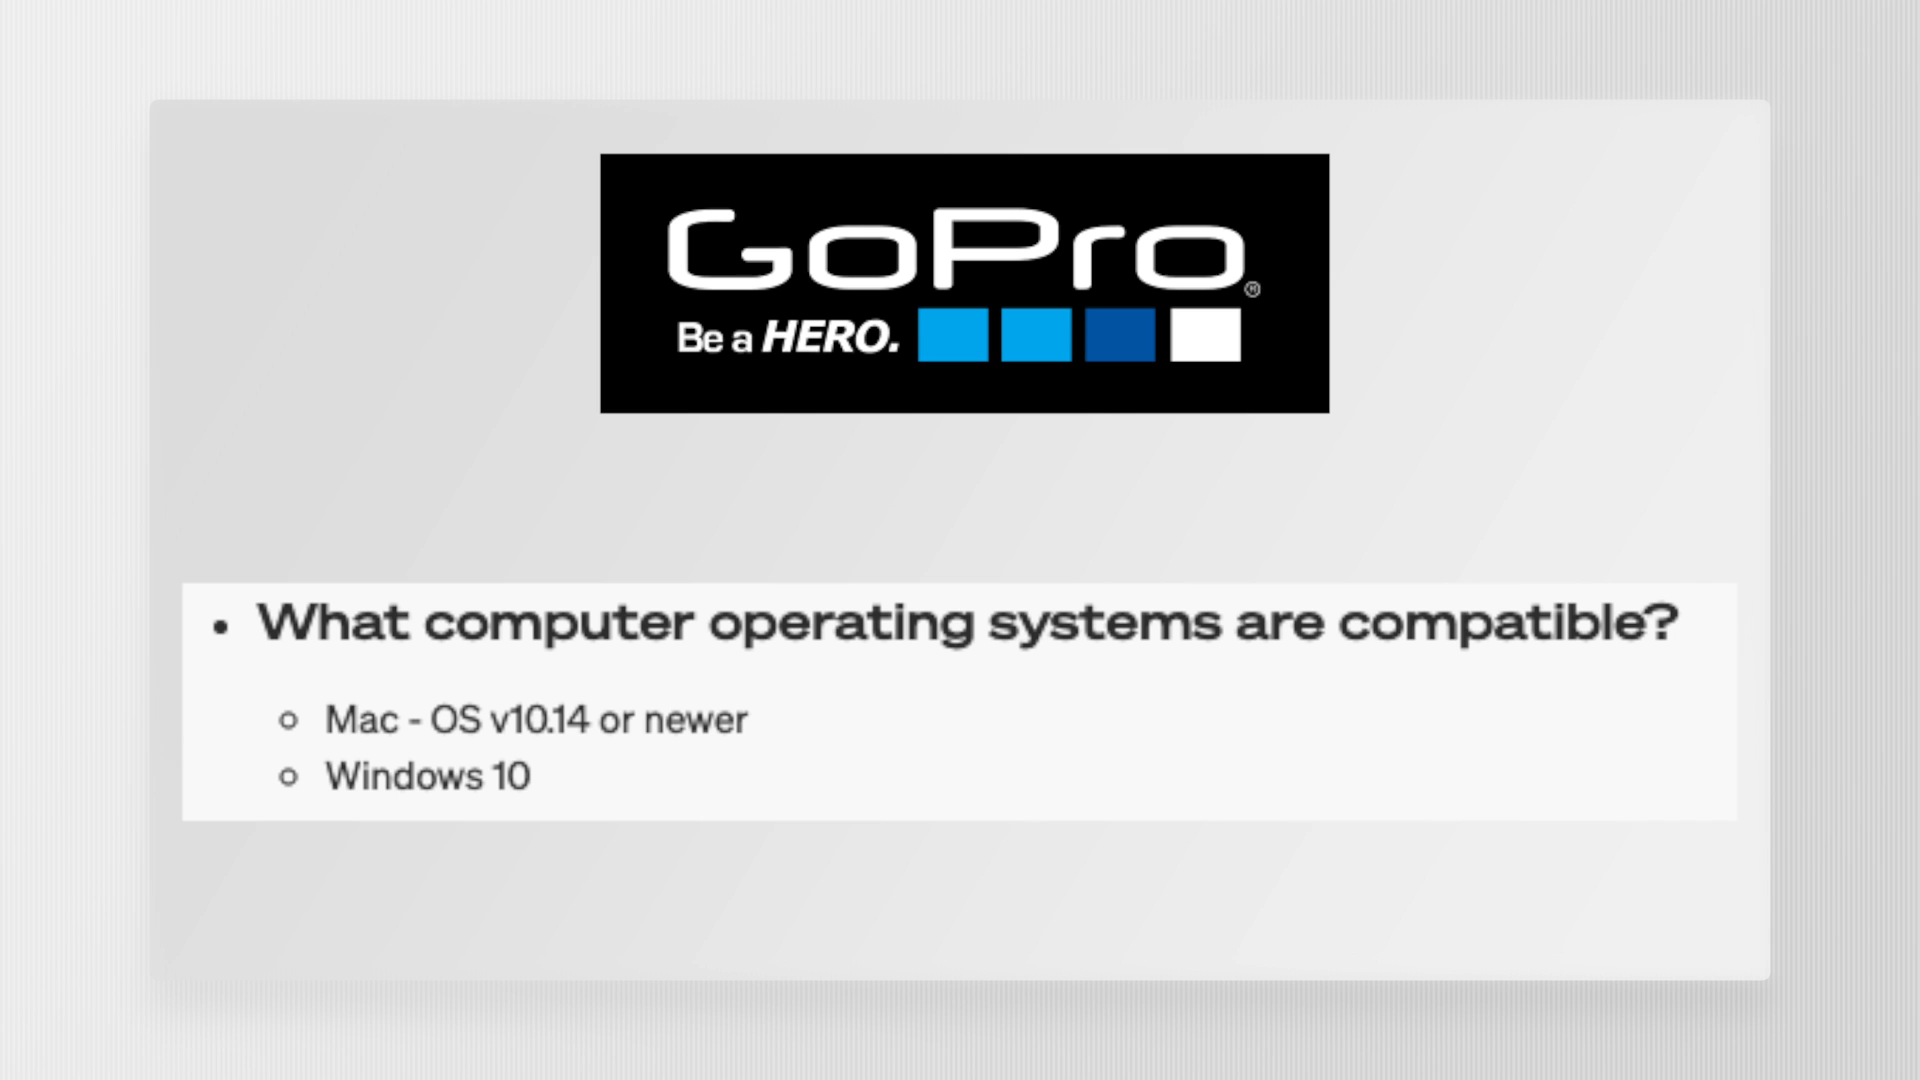 GoPro®
Be a HERO.
• What computer operating systems are compatible?
○ Mac - OS v10.14 or newer
○ Windows 10